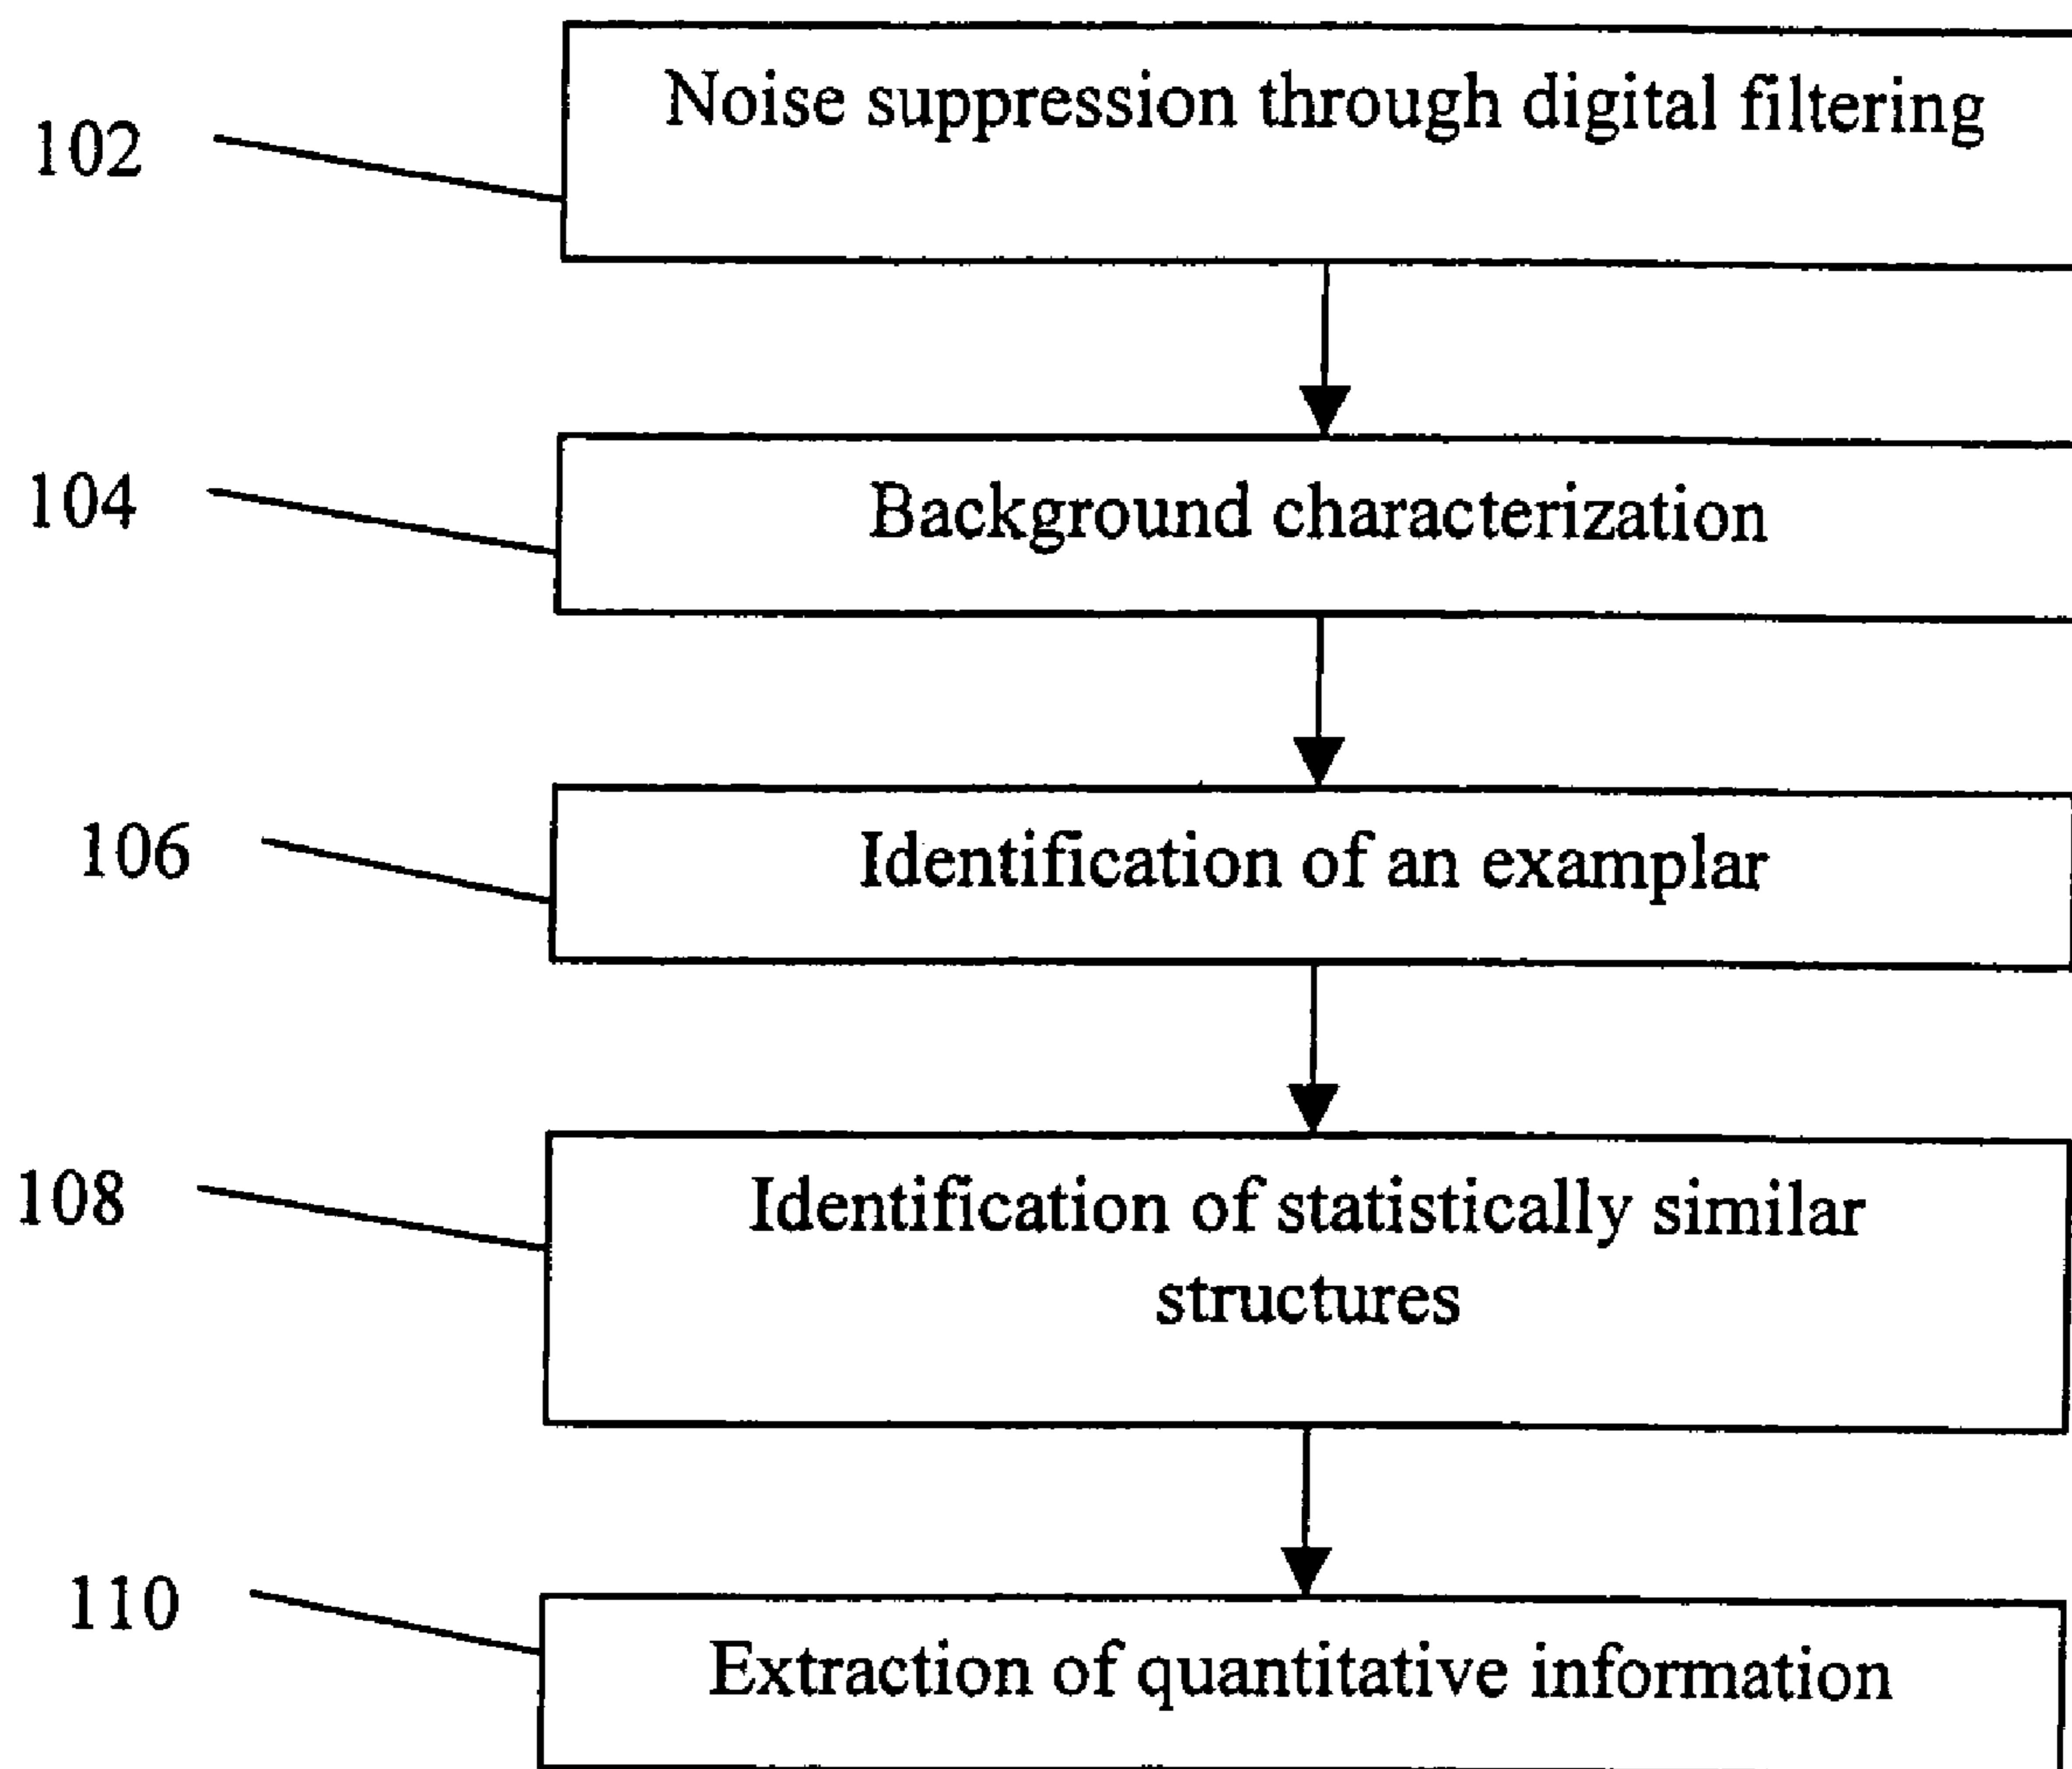 102
Noise suppression through digital filtering
104
Background characterization
106
Identification of an examplar
108
Identification of statistically similar
structures
110
Extraction of quantitative information